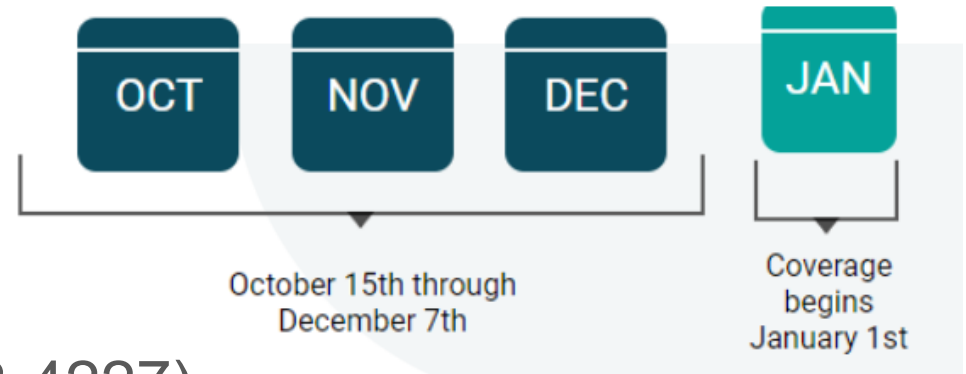 OCT
NOV
DEC
JAN
October 15th through
December 7th
Coverage
begins
January 1st